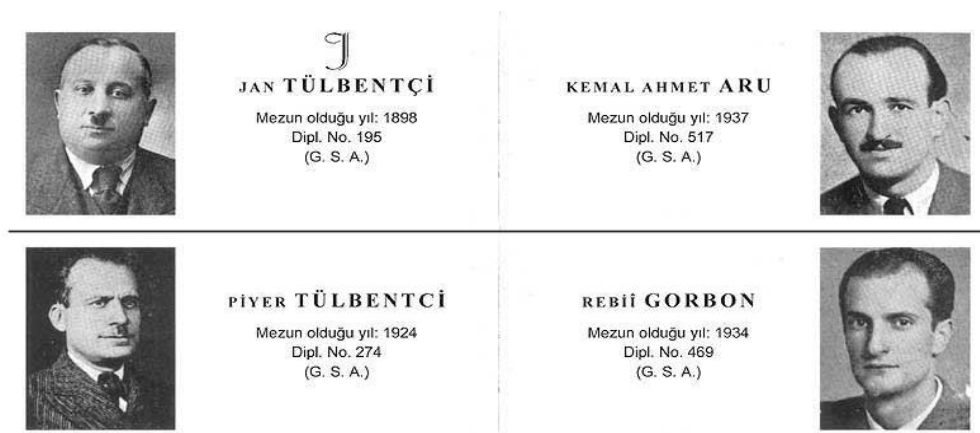 J
JAN TÜLBENTÇİ
Mezun olduğu yıl: 1898
Dipl. No. 195
(G. S. A.)
KEMAL AHMET ARU
Mezun olduğu yıl: 1937
Dipl. No. 517
(G. S. A.)
PİYER TÜLBENTCİ
Mezun olduğu yıl: 1924
Dipl. No. 274
(G. S. A.)
REBİÎ GORBON
Mezun olduğu yıl: 1934
Dipl. No. 469
(G. S. A.)